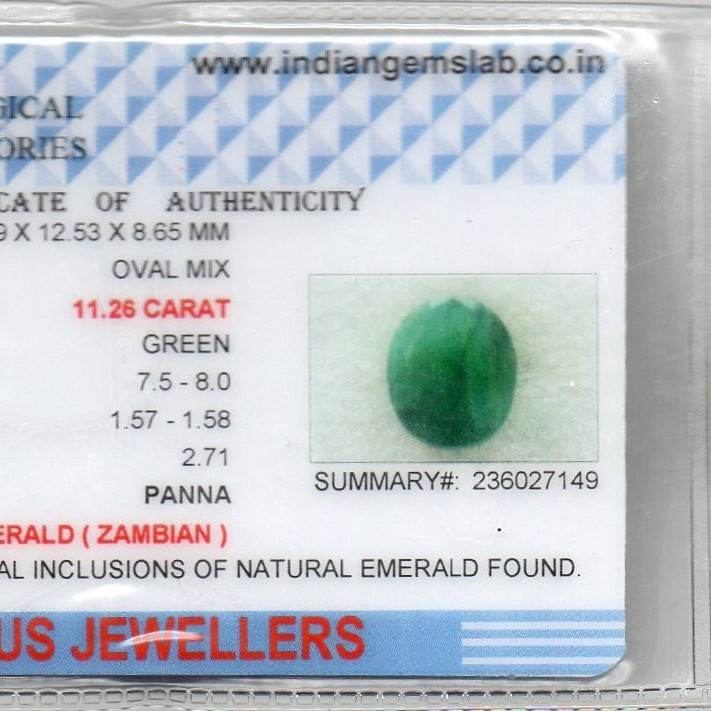 www.indiangemslab.co.in
GICAL
ORIES
CATE OF AUTHENTICITY
9 X 12.53 X 8.65 MM
OVAL MIX
11.26 CARAT
GREEN
7.5 - 8.0
1.57 - 1.58
2.71
PANNA
ERALD ( ZAMBIAN )
AL INCLUSIONS OF NATURAL EMERALD FOUND.
SUMMARY#: 236027149
US JEWELLERS